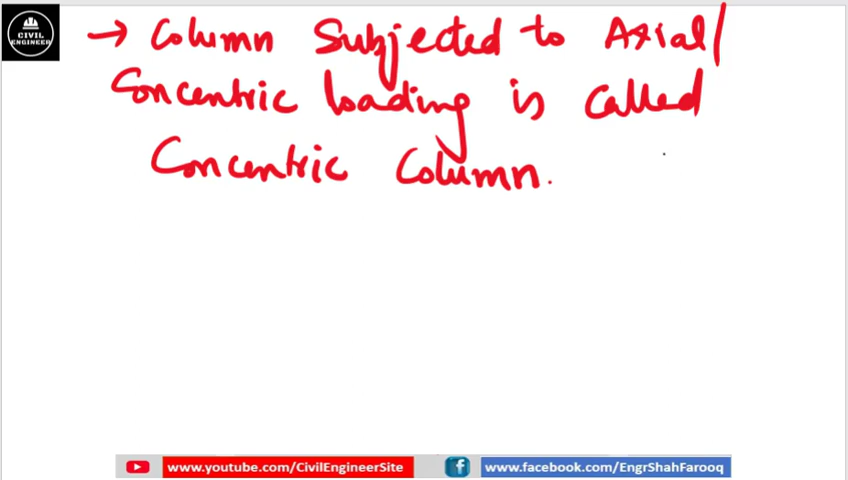 CIVIL
ENGINEER
→ Column Subjected to Axial/
Concentric loading is called
Concentric Column.
www.youtube.com/CivilEngineerSite
www.facebook.com/EngrShahFarooq